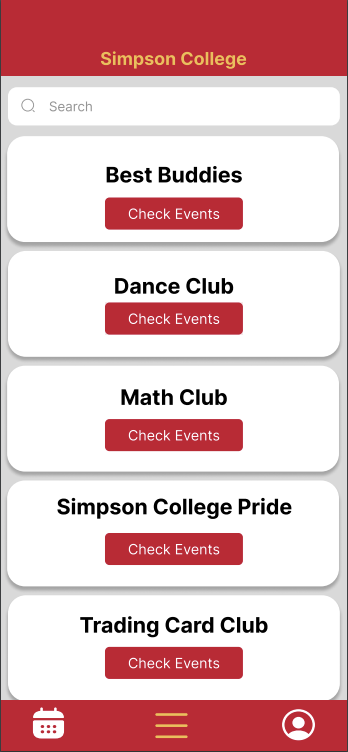 Simpson College
Search
Best Buddies
Check Events
Dance Club
Check Events
Math Club
Check Events
Simpson College Pride
Check Events
Trading Card Club
Check Events